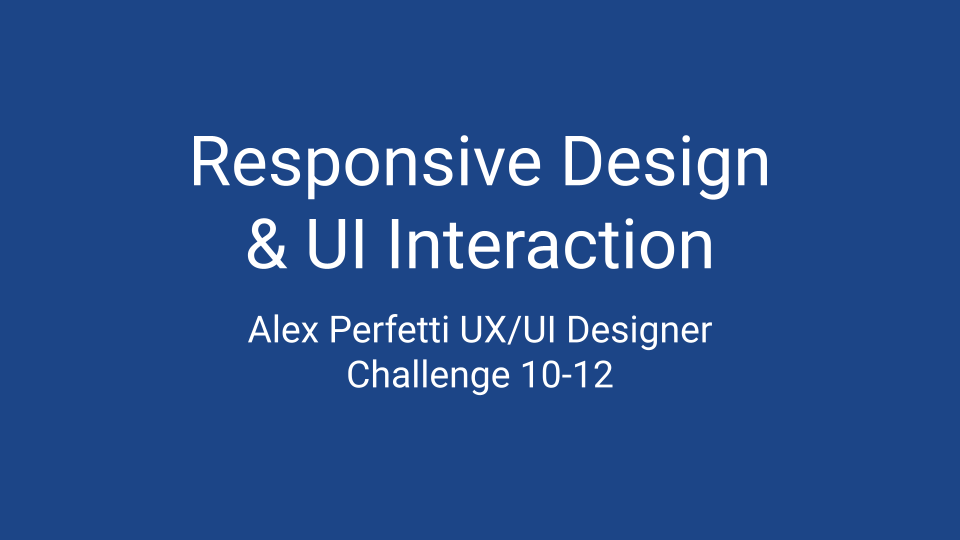 Responsive Design
& UI Interaction
Alex Perfetti UX/UI Designer
Challenge 10-12